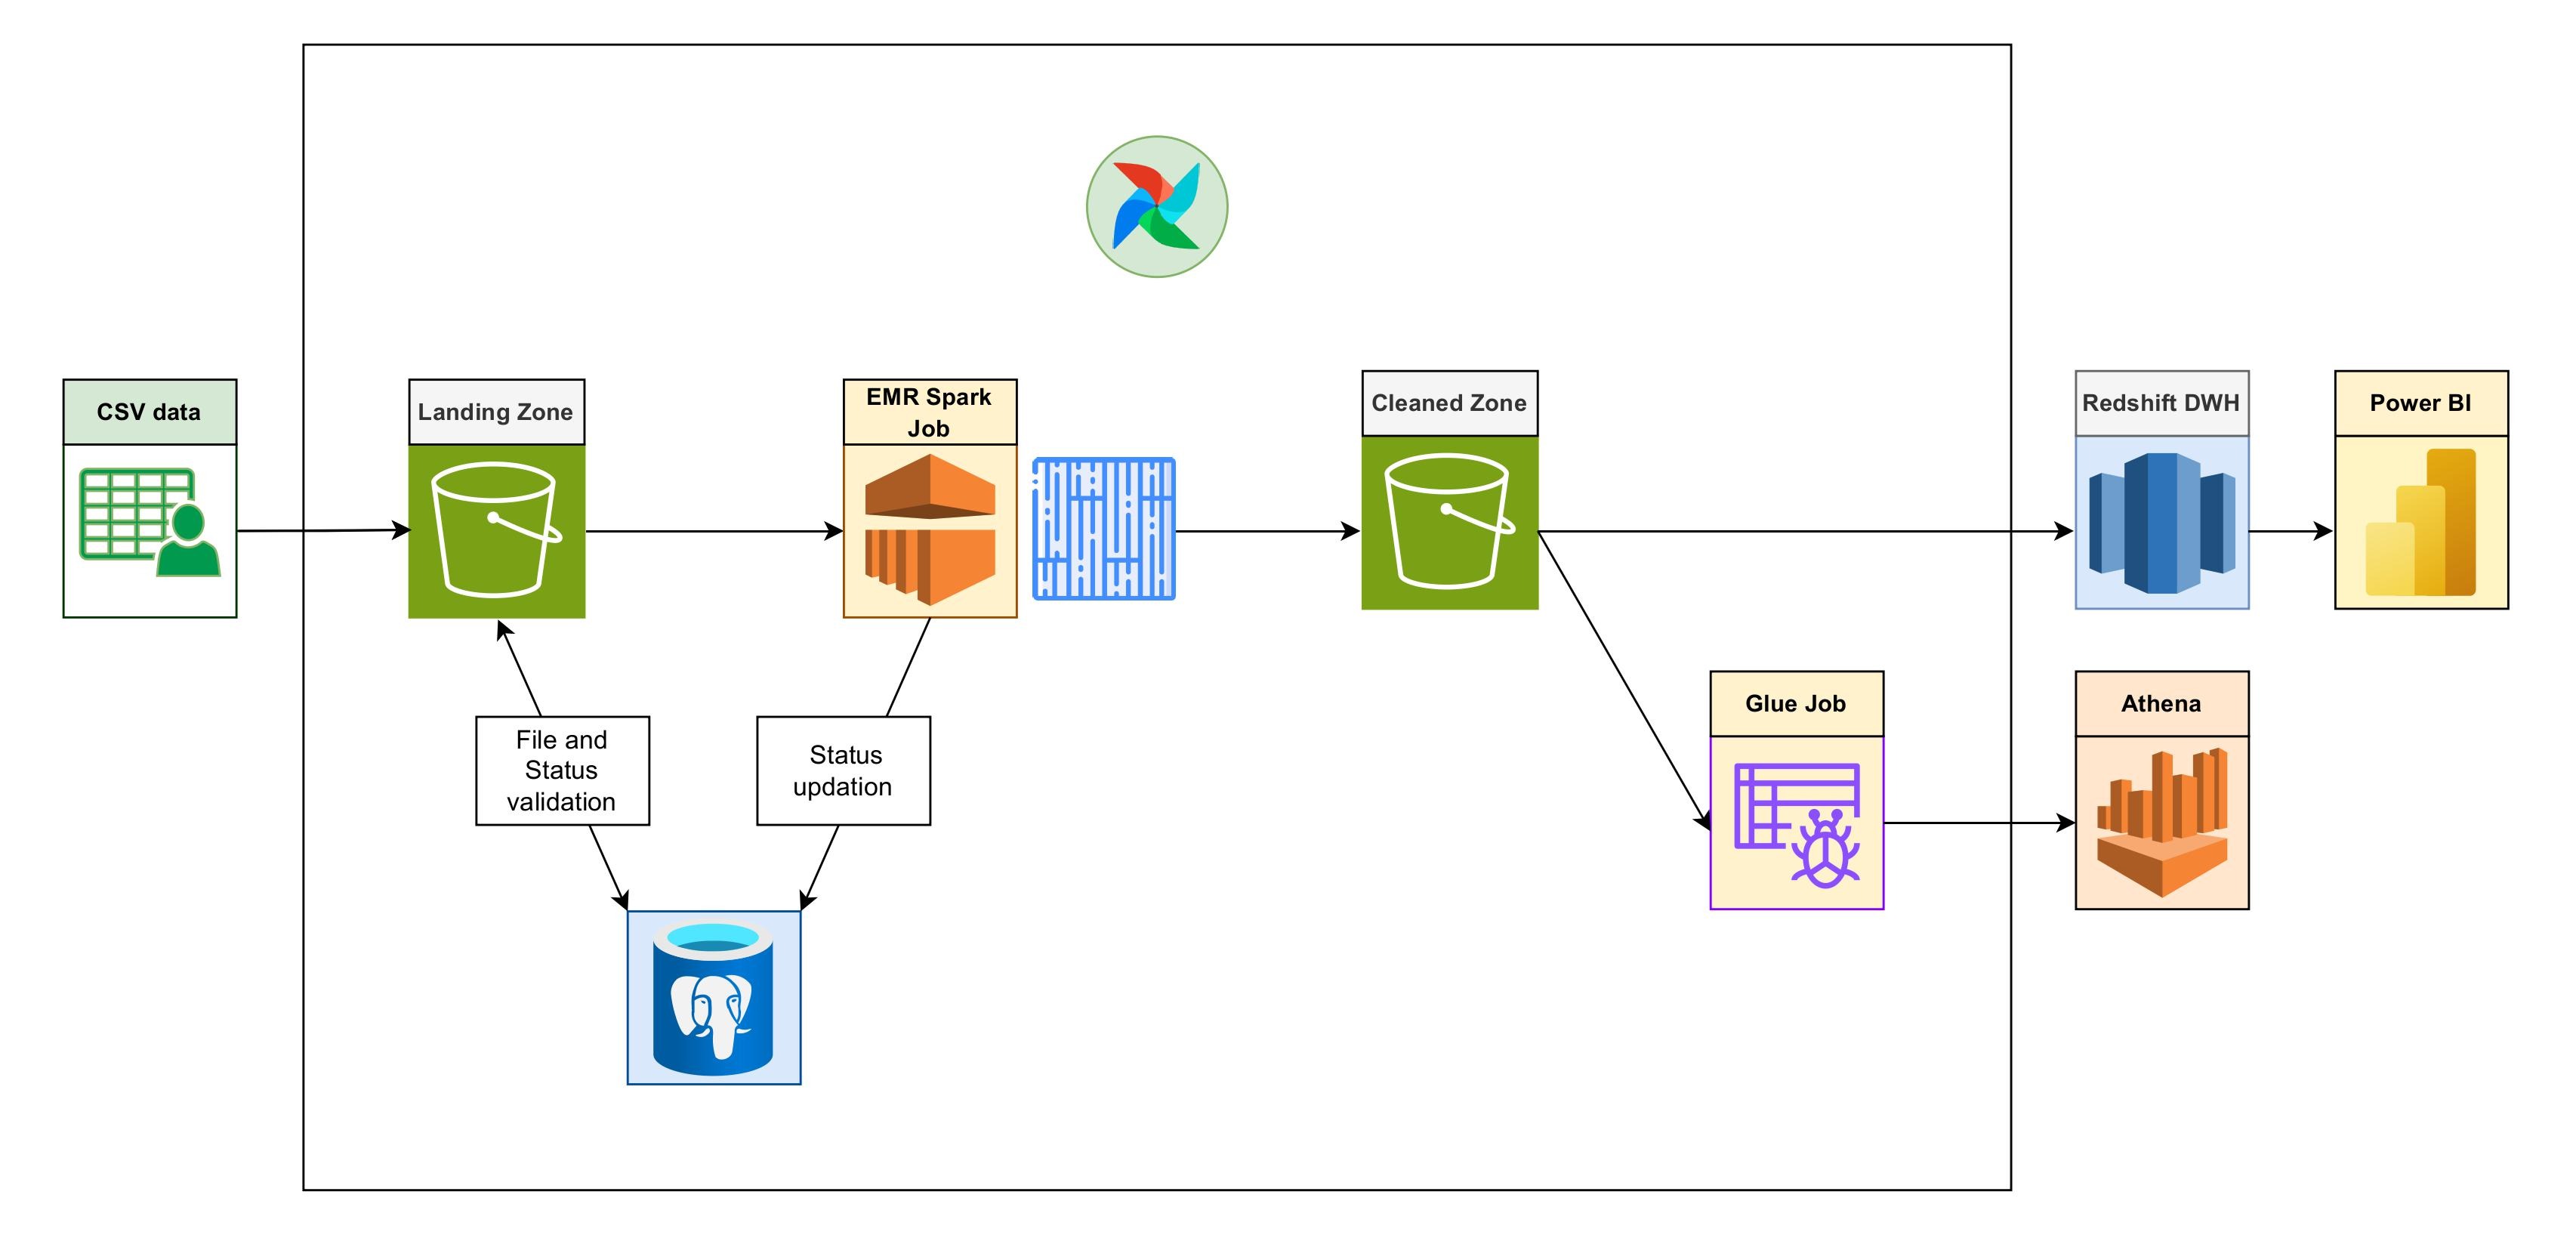 CSV data
Landing Zone
EMR Spark
Job
Cleaned Zone
Redshift DWH
Power BI
File and
Status
validation
Status
updation
Glue Job
Athena